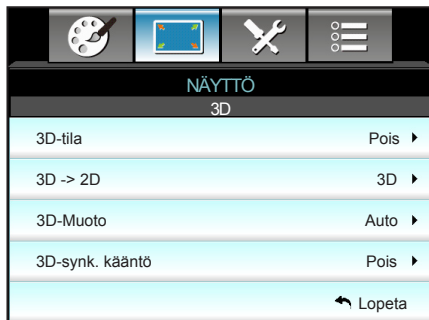 NÄYTTÖ
3D
3D-tila Pois
3D -> 2D 3D
3D-Muoto Auto
3D-synk. kääntö Pois
Lopeta